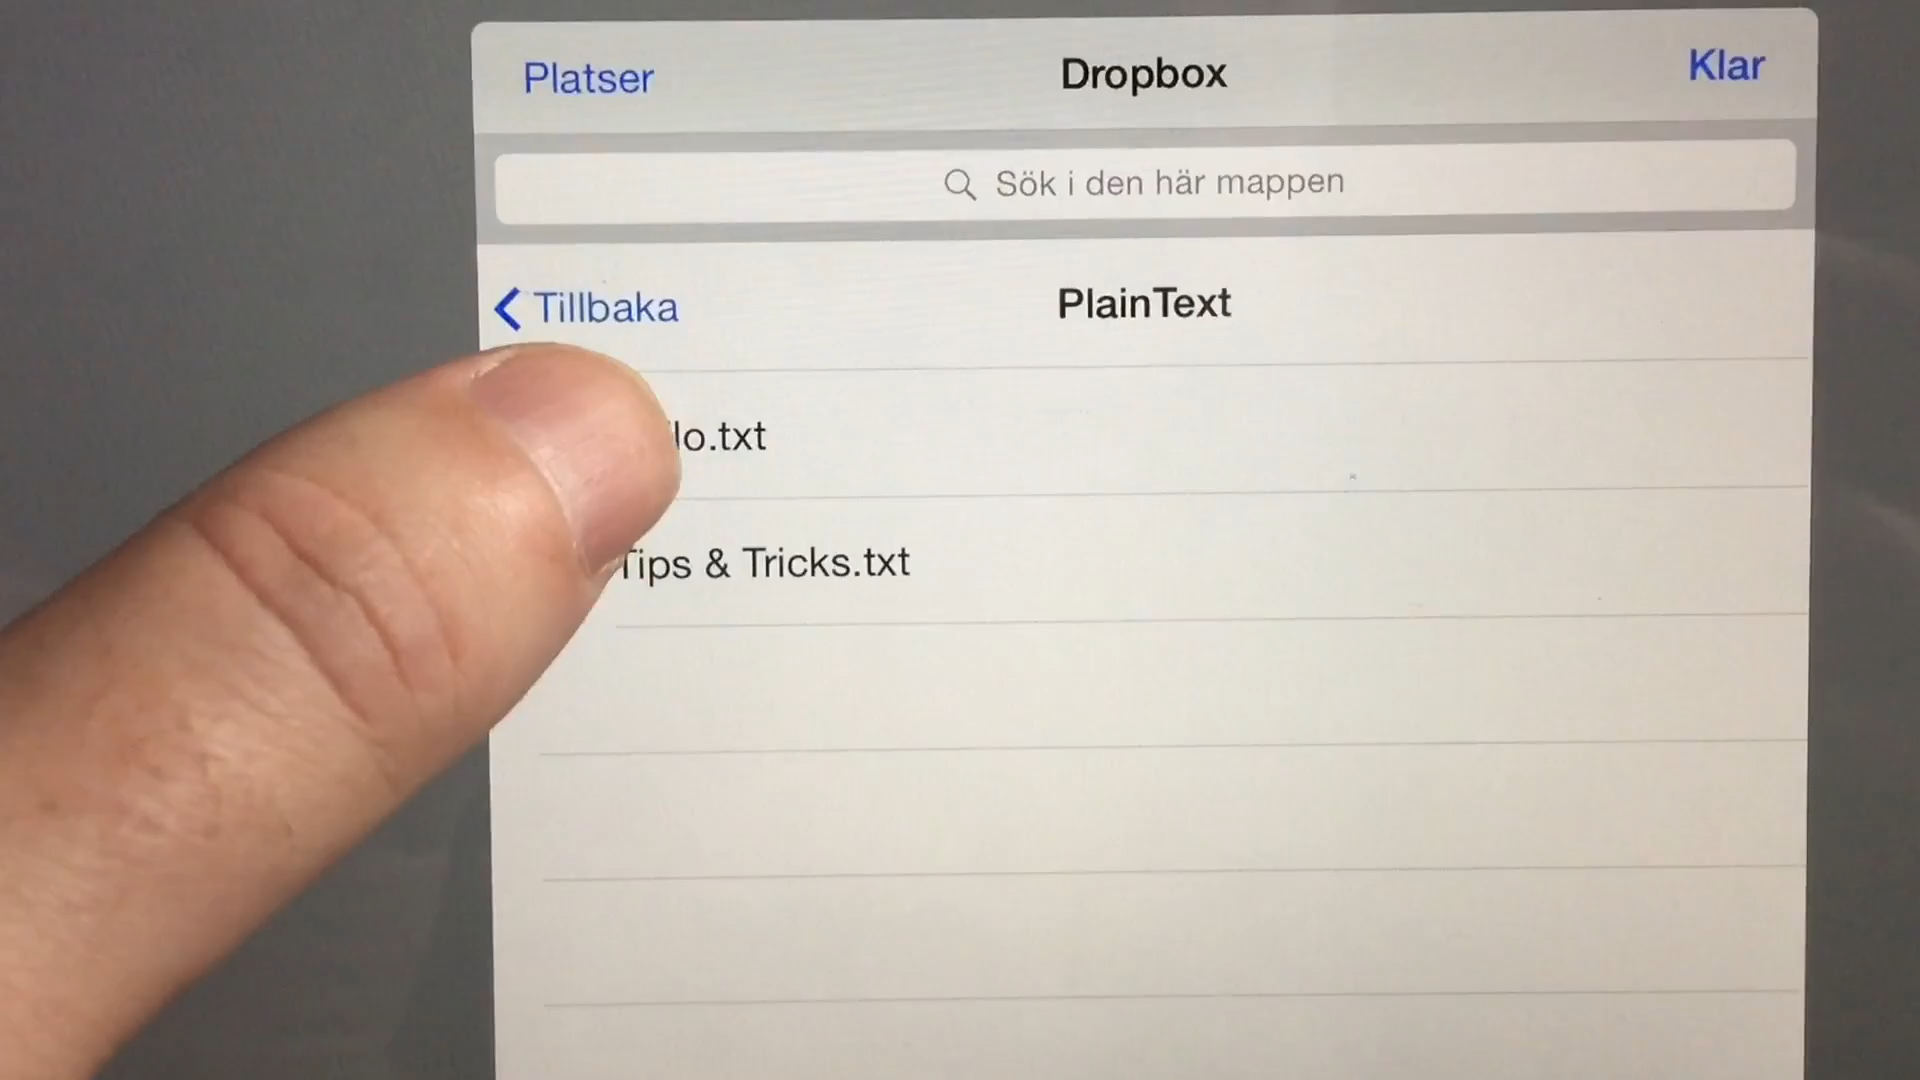 Platser
Dropbox
Klar
Sök i den här mappen
Tillbaka
PlainText
lo.txt
Tips & Tricks.txt